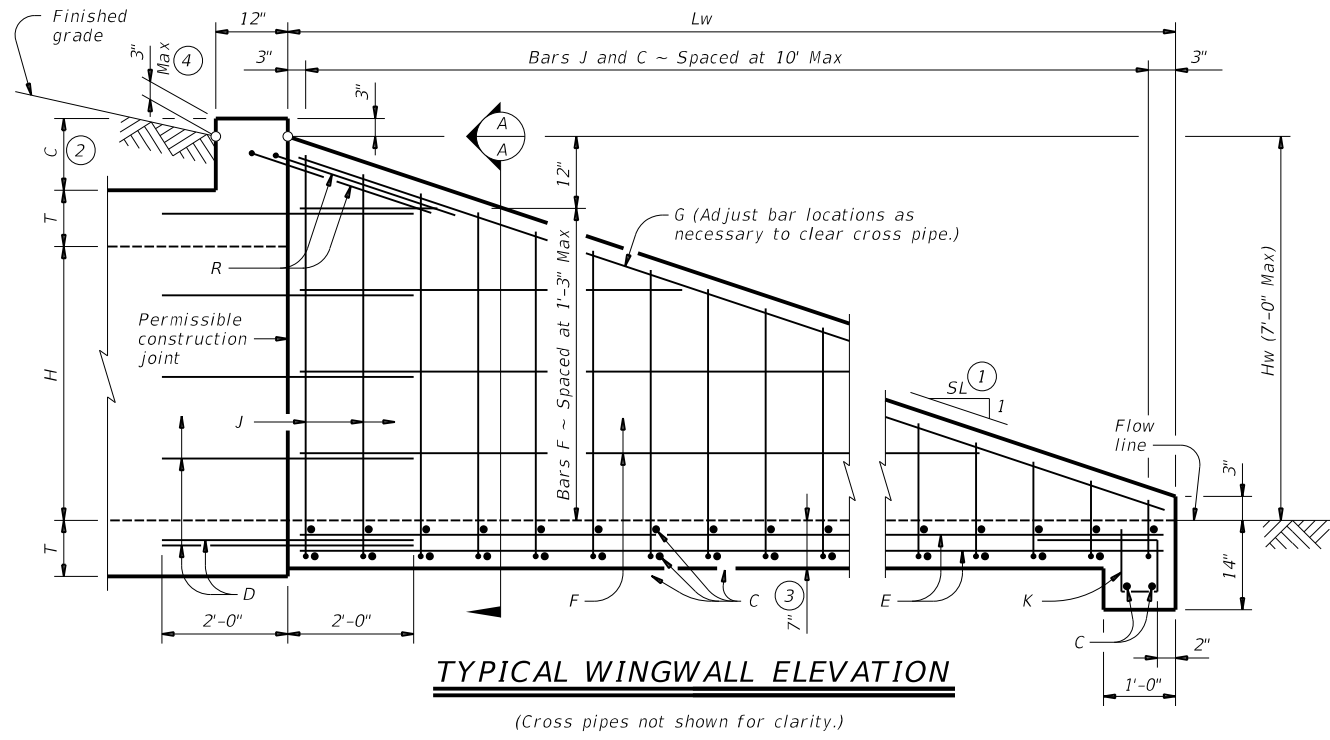 Finished
grade
12"
Lw
3"
Max
4
3"
Bars J and C ~ Spaced at 10' Max
3"
3"
C
2
A
A
12"
T
G (Adjust bar locations as
necessary to clear cross pipe.)
R
Hw (7'-0" Max)
Bars F ~ Spaced at 1'-3" Max
Permissible
construction
joint
H
SL
1
1
J
Flow
line
3"
T
14"
D
F
C
3
7"
E
K
C
2'-0"
2'-0"
2"
1'-0"
TYPICAL WINGWALL ELEVATION
(Cross pipes not shown for clarity.)